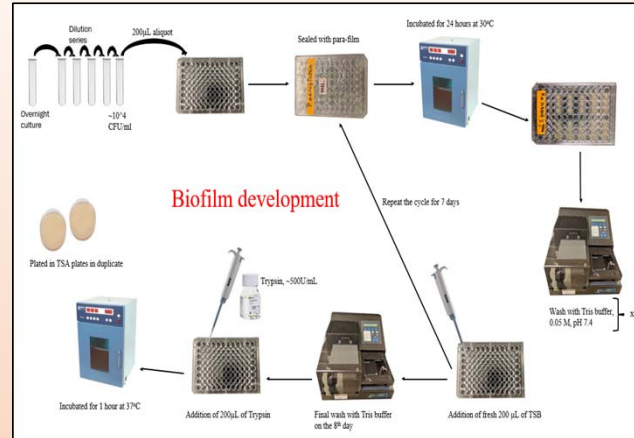 Dilution
series
200μL aliquot
Overnight
culture
~10^4
CFU/ml
Sealed with para-film
Incubated for 24 hours at 30ºC
Biofilm development
Repeat the cycle for 7 days
Wash with Tris buffer,
0.05 M, pH 7.4
x
Plated in TSA plates in duplicate
Trypsin, ~500U/mL
Incubated for 1 hour at 37ºC
Addition of 200μL of Trypsin
Final wash with Tris buffer
on the 8th day
Addition of fresh 200 μL of TSB